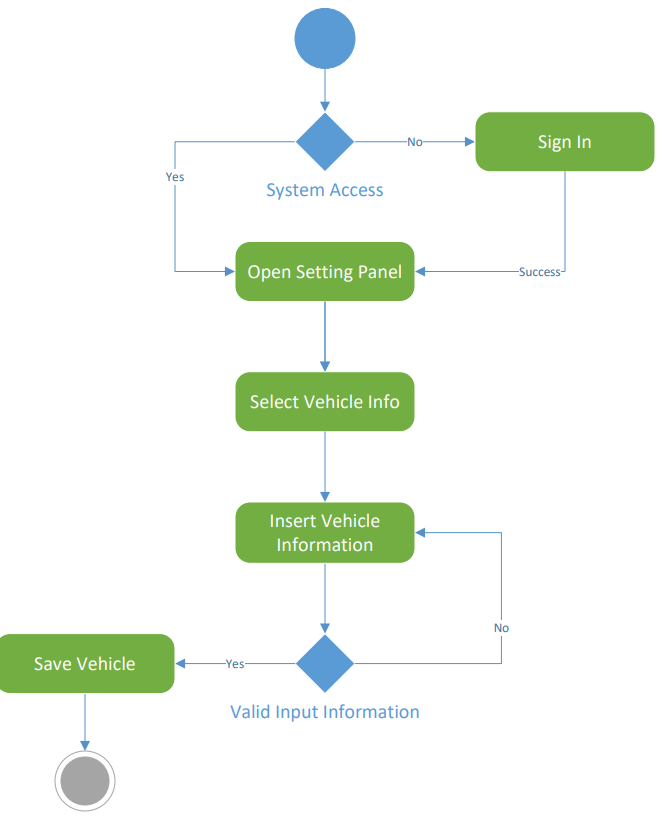 No
Sign In
Yes
System Access
Open Setting Panel
Success
Select Vehicle Info
Insert Vehicle
Information
No
Save Vehicle
Yes
Valid Input Information